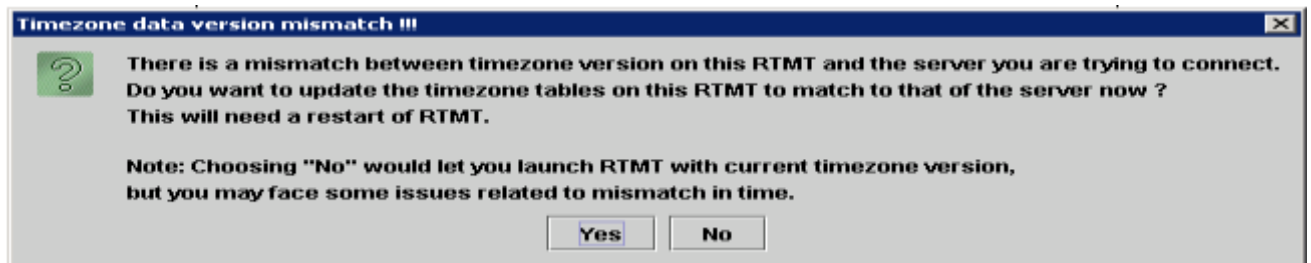 Timezone data version mismatch !!!
There is a mismatch between timezone version on this RTMT and the server you are trying to connect.
Do you want to update the timezone tables on this RTMT to match to that of the server now ?
This will need a restart of RTMT.
Note: Choosing "No" would let you launch RTMT with current timezone version,
but you may face some issues related to mismatch in time.
Yes No